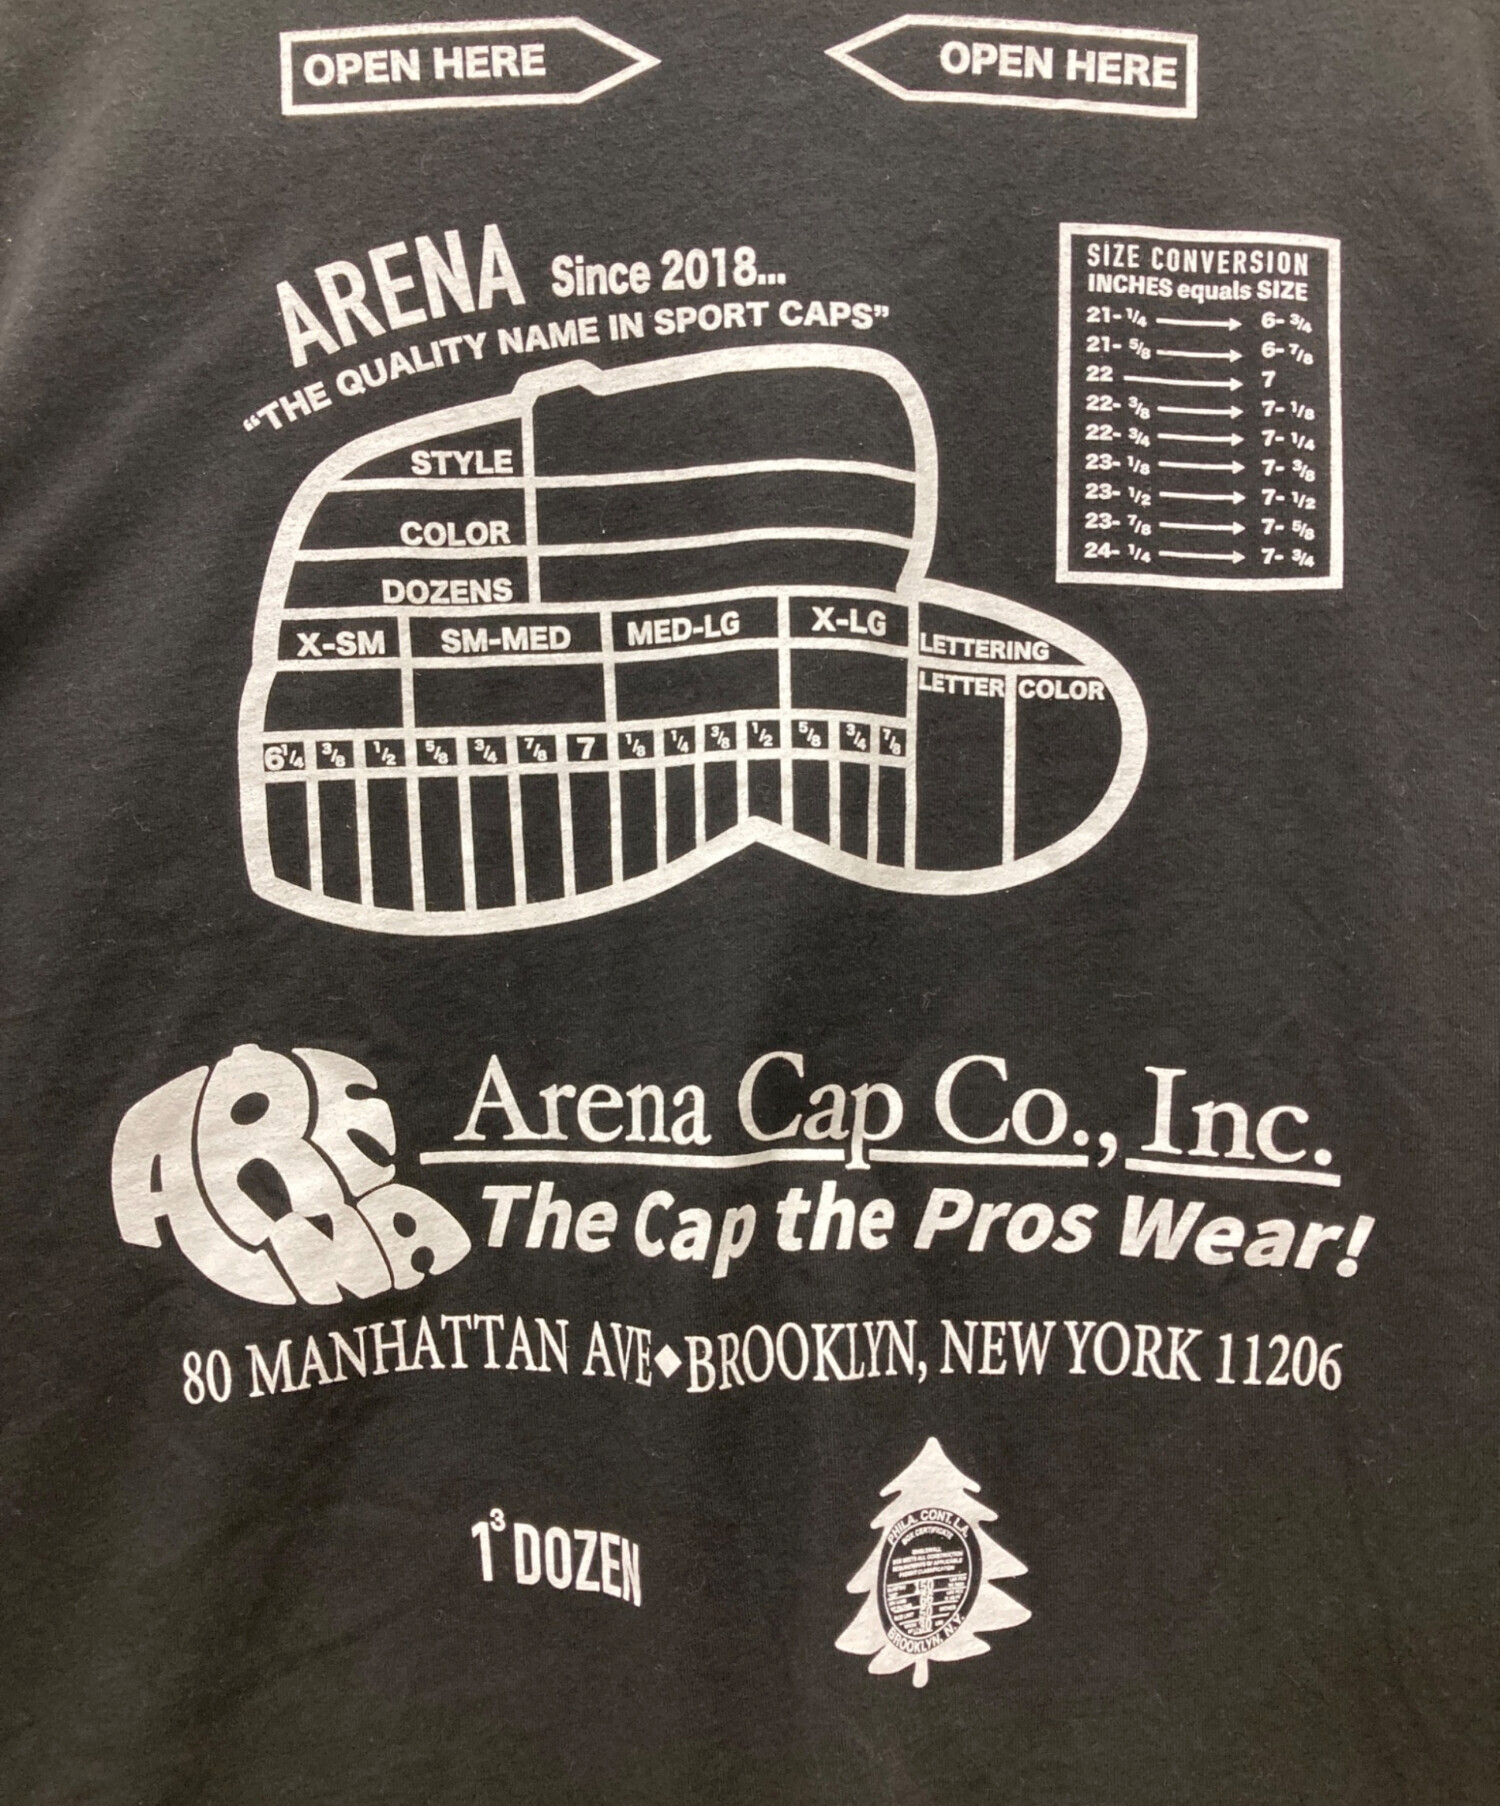 OPEN HERE OPEN HERE
ARENA Since 2018...
“THE QUALITY NAME IN SPORT CAPS”
SIZE CONVERSION
INCHES equals SIZE
21-1/4 6-3/4
21-5/8 6-7/8
22 7
22-3/8 7-1/8
22-3/4 7-1/4
23-1/8 7-3/8
23-1/2 7-1/2
23-7/8 7-5/8
24-1/4 7-3/4
STYLE
COLOR
DOZENS
X-SM SM-MED MED-LG X-LG LETTERING
LETTER COLOR
6 1/4 3/8 1/2 5/8 3/4 7/8 7 1/8 1/4 3/8 1/2 5/8 3/4 7/8
ARENA
Arena Cap Co., Inc.
The Cap the Pros Wear!
80 MANHATTAN AVE◆BROOKLYN, NEW YORK 11206
1³ DOZEN
PHILA. CONT. L.A.
BOX CERTIFICATE
BROOKLYN. N.Y.